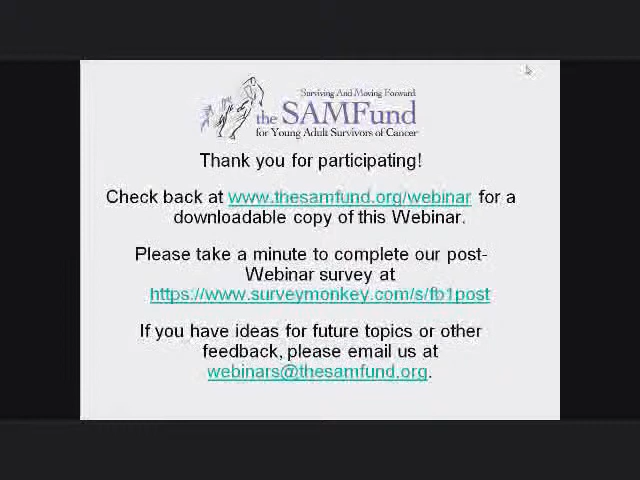 Surviving And Moving Forward
the SAMFund
for Young Adult Survivors of Cancer
Thank you for participating!
Check back at www.thesamfund.org/webinar for a
downloadable copy of this Webinar.
Please take a minute to complete our post-
Webinar survey at
https://www.surveymonkey.com/s/fb1post
If you have ideas for future topics or other
feedback, please email us at
webinars@thesamfund.org.